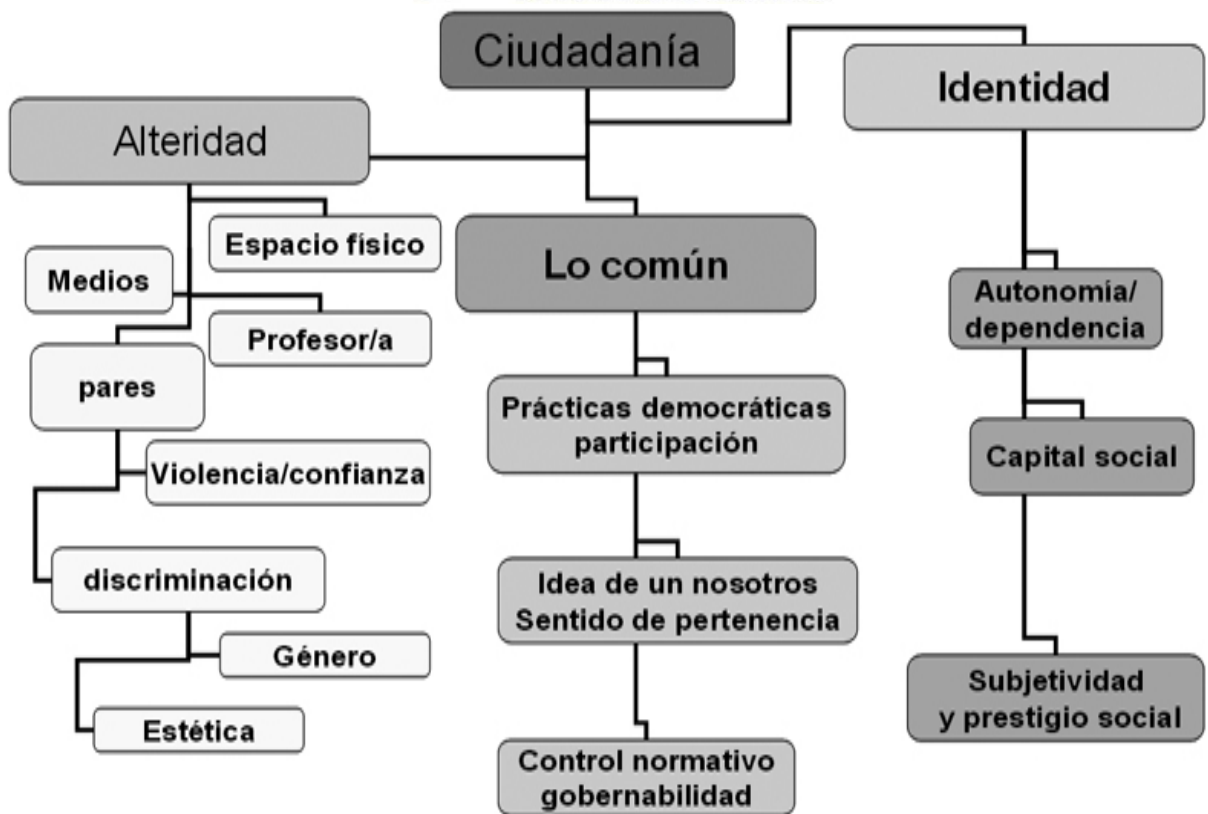 Ciudadanía
Identidad
Alteridad
Espacio físico
Medios
Profesor/a
pares
Violencia/confianza
discriminación
Género
Estética
Lo común
Prácticas democráticas
participación
Idea de un nosotros
Sentido de pertenencia
Control normativo
gobernabilidad
Autonomía/
dependencia
Capital social
Subjetividad
y prestigio social